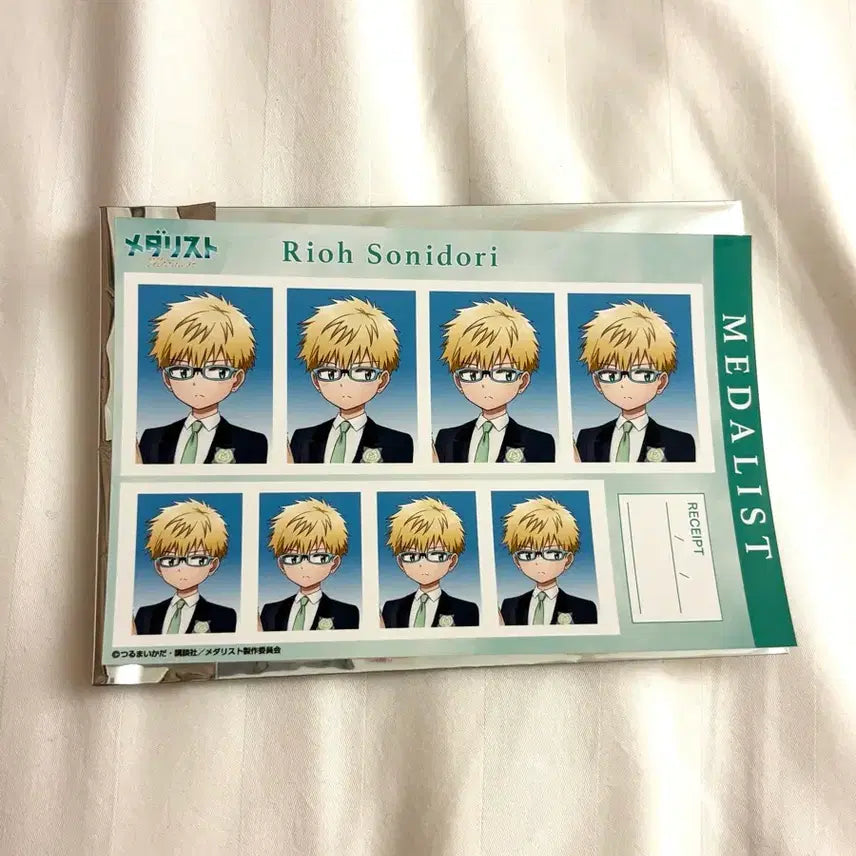 メダリスト
Rioh Sonidori
MEDALIST
RECEIPT
/ /
©つるまいかだ・講談社／メダリスト製作委員会